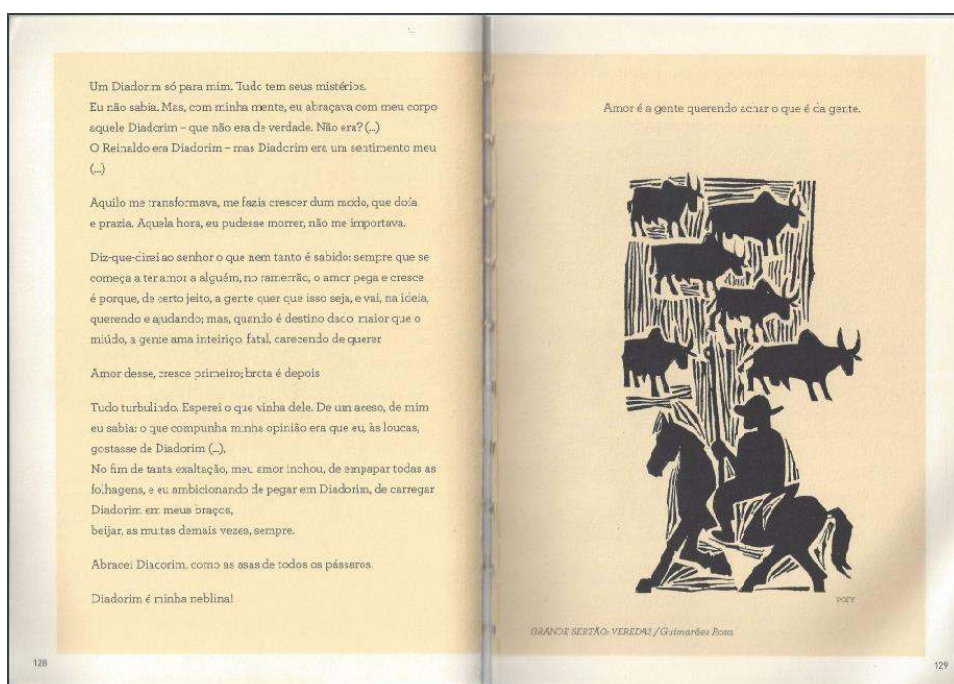 Um Diadorim só para mim. Tudo tem seus mistérios.
Eu não sabia. Mas, com minha mente, eu abraçava com meu corpo
aquele Diadorim – que não era de verdade. Não era? (...)
O Reinaldo era Diadorim – mas Diadorim era um sentimento meu
(...)
Aquilo me transformava, me fazia crescer dum modo, que doía
e prazia. Aquela hora, eu pudesse morrer, não me importava.
Diz-que-direi ao senhor o que nem tanto é sabido: sempre que se
começa a ter amor a alguém, no ramerrão, o amor pega e cresce
é porque, de certo jeito, a gente quer que isso seja, e vai, na ideia,
querendo e ajudando; mas, quando é destino dado, maior que o
miúdo, a gente ama inteiriço fatal, carecendo de querer
Amor desse, cresce primeiro; brota é depois
Tudo turbulindo. Esperei o que vinha dele. De um aceso, de mim
eu sabia: o que compunha minha opinião era que eu, às loucas,
gostasse de Diadorim (...),
No fim de tanta exaltação, meu amor inchou, de empapar todas as
folhagens, e eu ambicionando de pegar em Diadorim, de carregar
Diadorim em meus braços,
beijar, as muitas demais vezes, sempre.
Abracei Diadorim, como as asas de todos os pássaros.
Diadorim é minha neblina!
128
Amor é a gente querendo achar o que é da gente.
POTY
GRANDE SERTÃO: VEREDAS / Guimarães Rosa
129